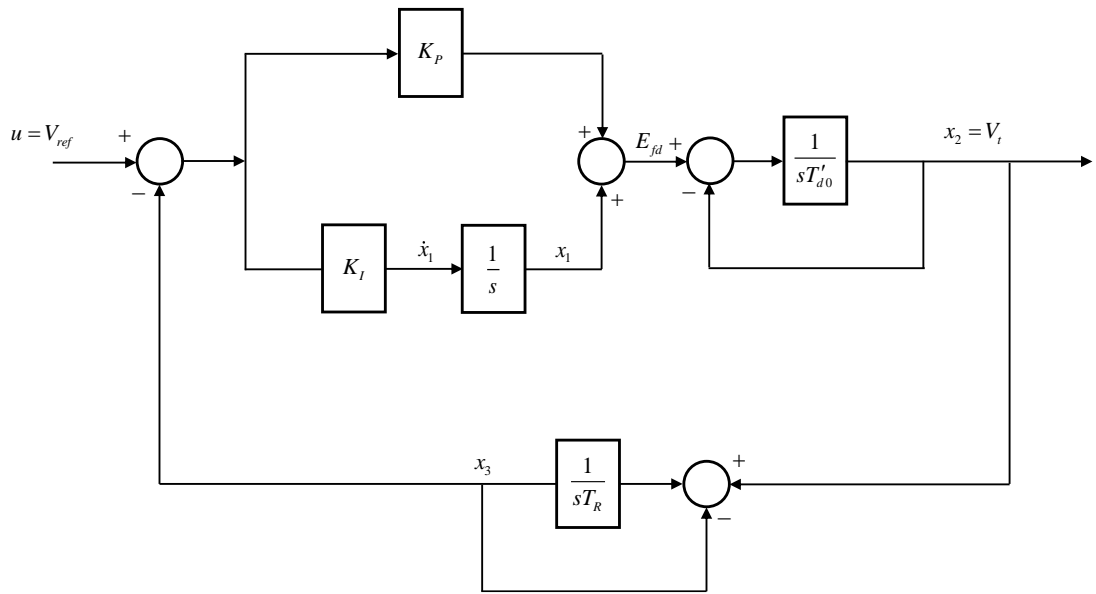 K_P
u = V_ref
+
−
+
E_fd
+
+
−
1
sT′_d0
x_2 = V_t
K_I
ẋ_1
1
s
x_1
+
x_3
1
sT_R
+
−